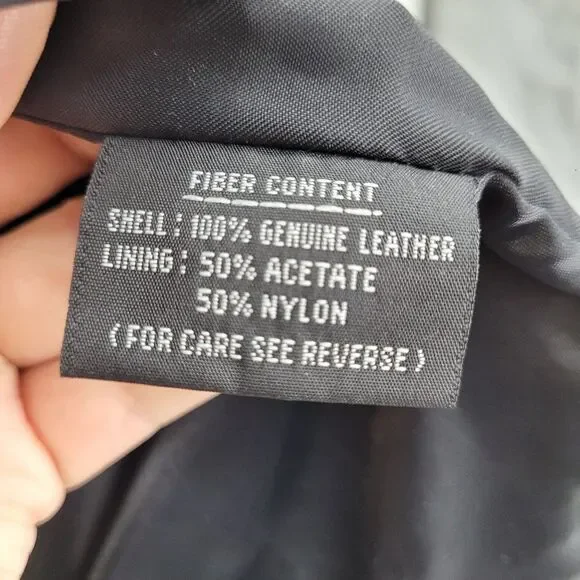 FIBER CONTENT
SHELL: 100% GENUINE LEATHER
LINING: 50% ACETATE
50% NYLON
(FOR CARE SEE REVERSE)